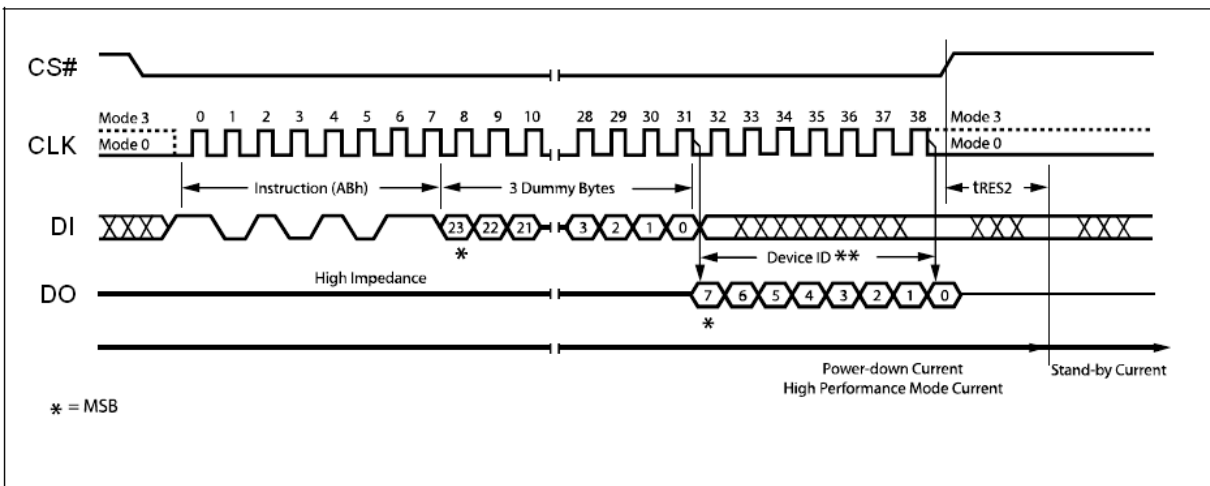 CS#
Mode 3 0 1 2 3 4 5 6 7 8 9 10 28 29 30 31 32 33 34 35 36 37 38 Mode 3
CLK Mode 0 Mode 0
Instruction (ABh) 3 Dummy Bytes tRES2
DI 23 22 21 3 2 1 0
* Device ID **
High Impedance
DO 7 6 5 4 3 2 1 0
*
Power-down Current Stand-by Current
High Performance Mode Current
* = MSB